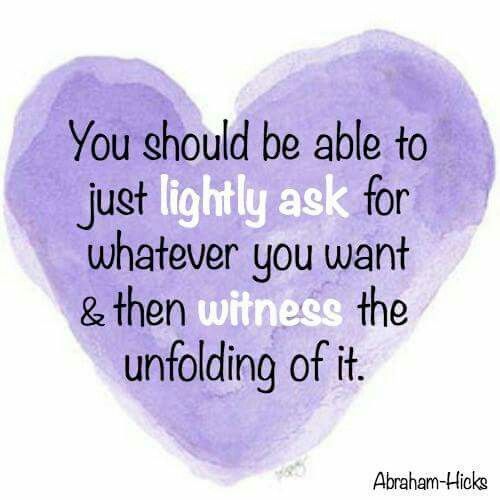 You should be able to
just lightly ask for
whatever you want
& then witness the
unfolding of it.
Abraham-Hicks